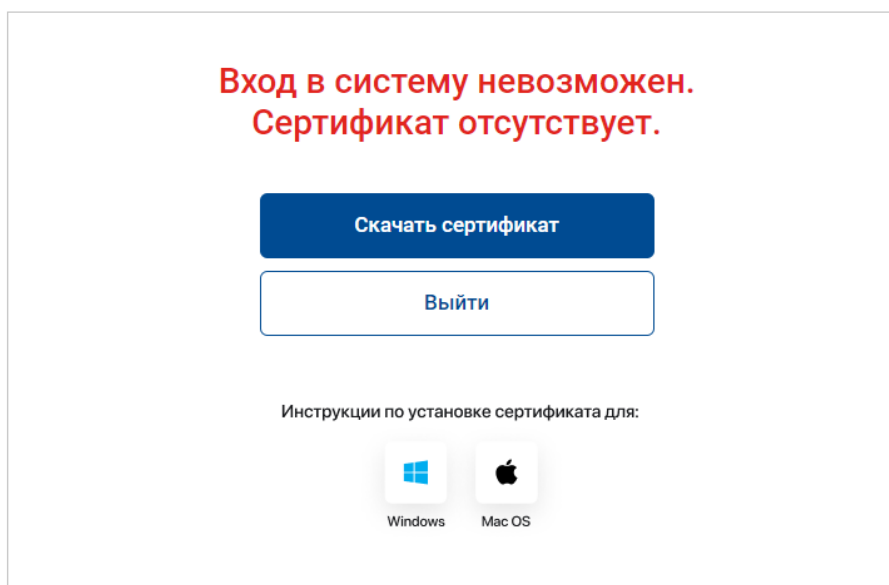 Вход в систему невозможен.
Сертификат отсутствует.
Скачать сертификат
Выйти
Инструкции по установке сертификата для:
Windows
Mac OS